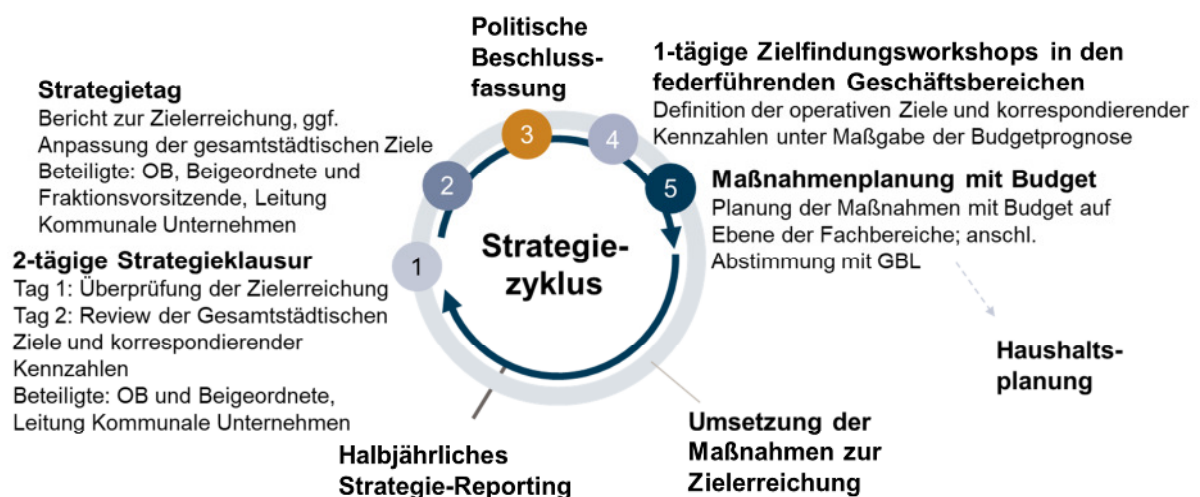 2-tägige Strategieklausur
Tag 1: Überprüfung der Zielerreichung
Tag 2: Review der Gesamtstädtischen
Ziele und korrespondierender
Kennzahlen
Beteiligte: OB und Beigeordnete,
Leitung Kommunale Unternehmen
1
Strategietag
Bericht zur Zielerreichung, ggf.
Anpassung der gesamtstädtischen Ziele
Beteiligte: OB, Beigeordnete und
Fraktionsvorsitzende, Leitung
Kommunale Unternehmen
2
Politische
Beschluss-
fassung
3
1-tägige Zielfindungsworkshops in den
federführenden Geschäftsbereichen
Definition der operativen Ziele und korrespondierender
Kennzahlen unter Maßgabe der Budgetprognose
4
Maßnahmenplanung mit Budget
Planung der Maßnahmen mit Budget auf
Ebene der Fachbereiche; anschl.
Abstimmung mit GBL
5
Strategie-
zyklus
Haushalts-
planung
Umsetzung der
Maßnahmen zur
Zielerreichung
Halbjährliches
Strategie-Reporting